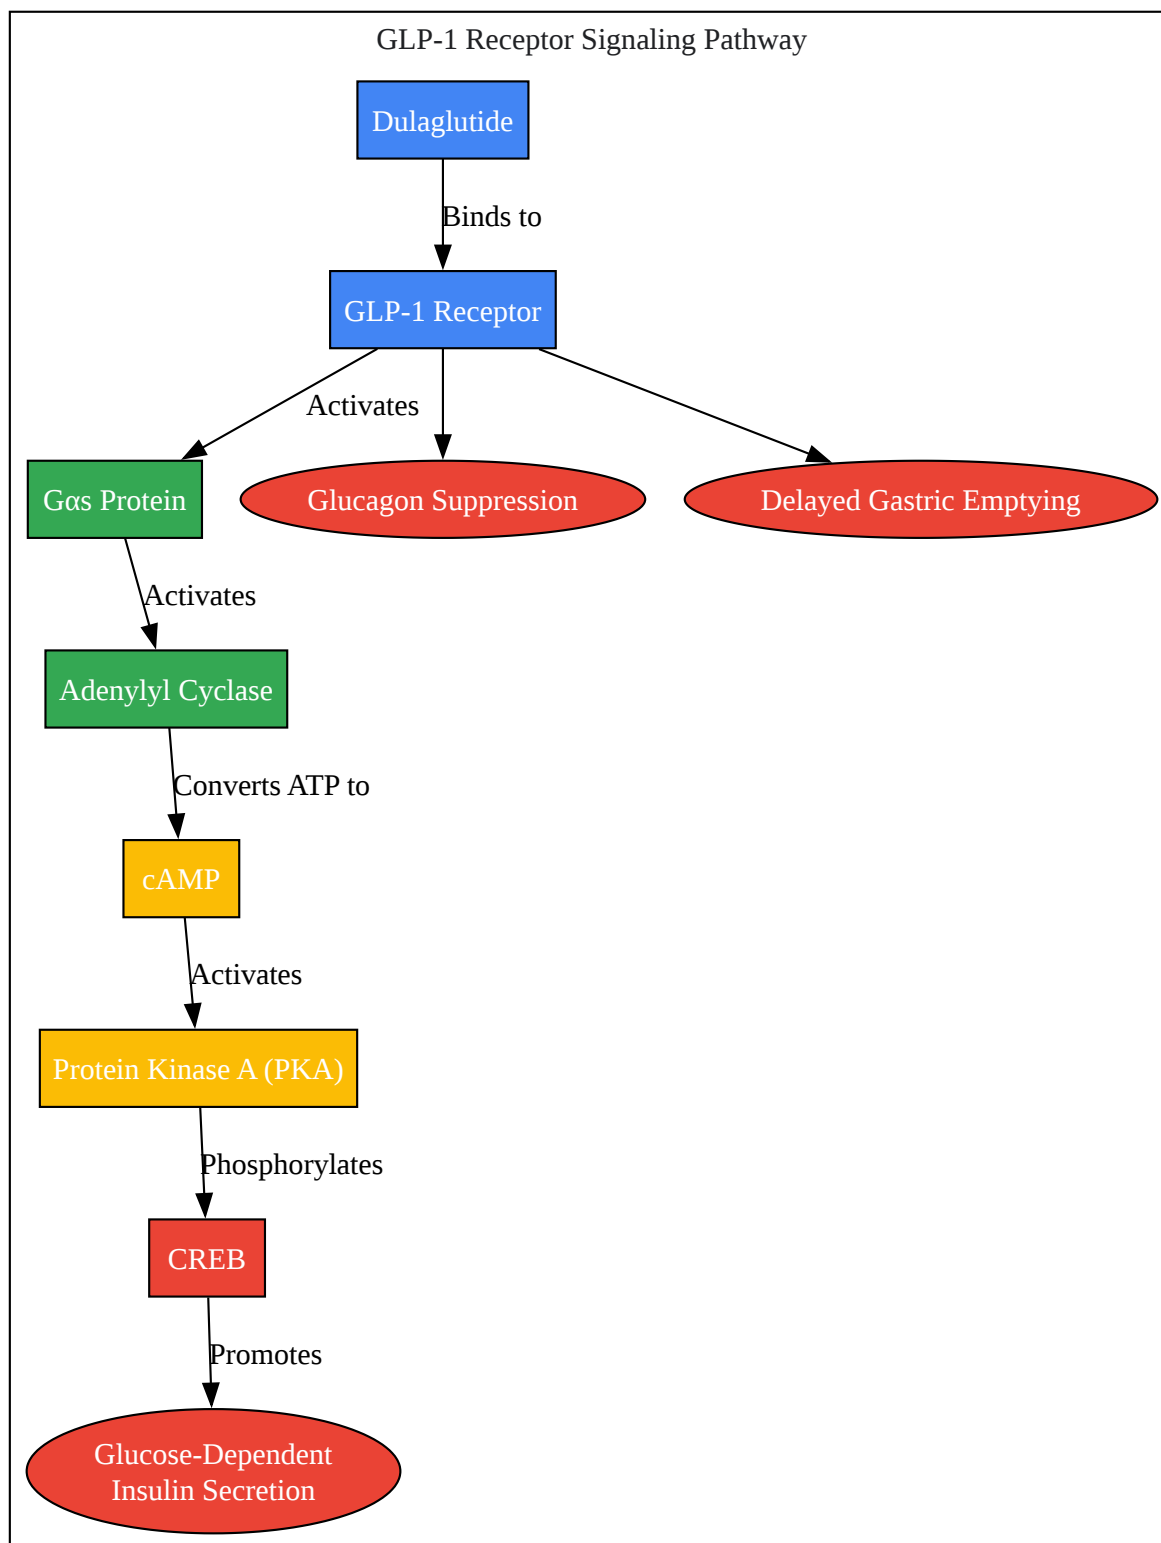 GLP-1 Receptor Signaling Pathway
Dulaglutide
Binds to
GLP-1 Receptor
Activates
Gαs Protein
Glucagon Suppression
Delayed Gastric Emptying
Activates
Adenylyl Cyclase
Converts ATP to
cAMP
Activates
Protein Kinase A (PKA)
Phosphorylates
CREB
Promotes
Glucose-Dependent
Insulin Secretion